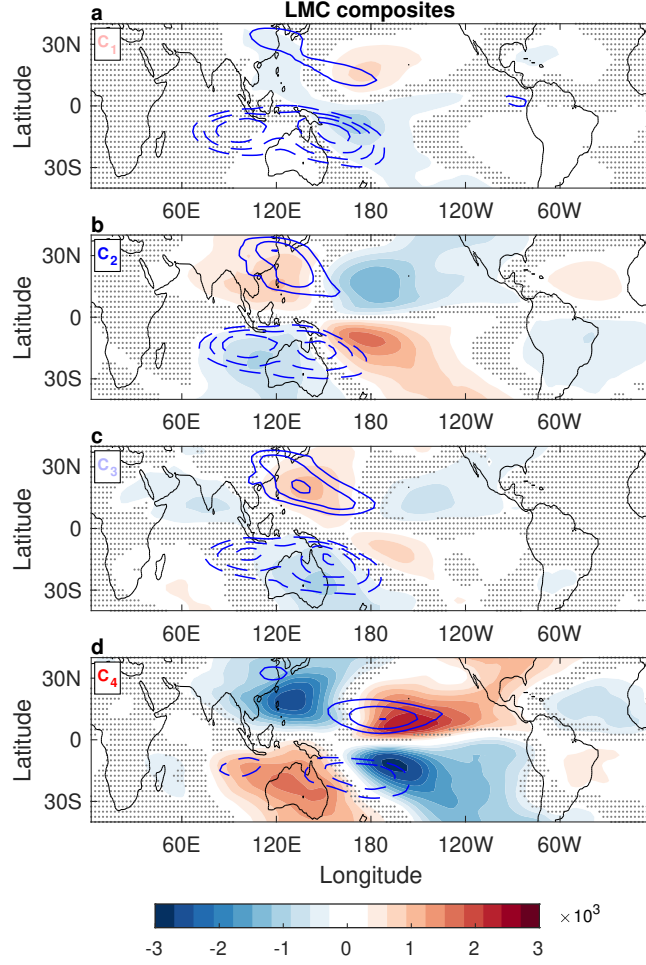 LMC composites
a
C1
30N
0
30S
Latitude
60E 120E 180 120W 60W
b
C2
30N
0
30S
Latitude
60E 120E 180 120W 60W
c
C3
30N
0
30S
Latitude
60E 120E 180 120W 60W
d
C4
30N
0
30S
Latitude
60E 120E 180 120W 60W
Longitude
-3 -2 -1 0 1 2 3
× 10³